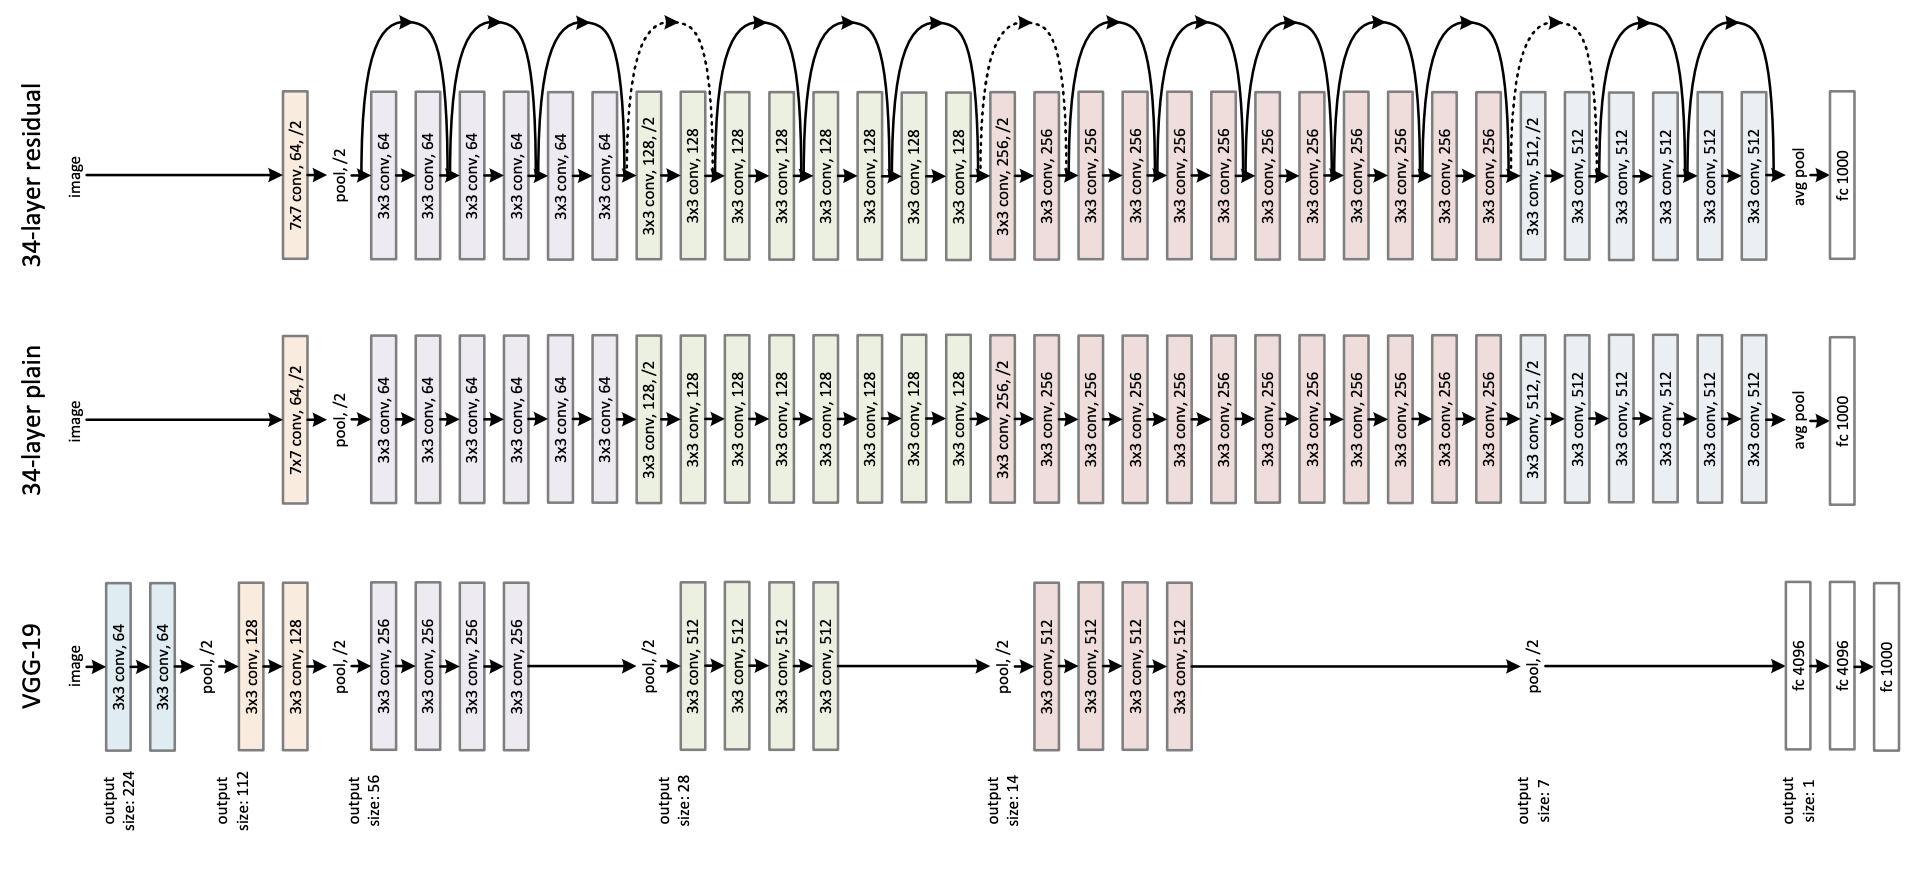 34-layer residual
image
7x7 conv, 64, /2
pool, /2
3x3 conv, 64
3x3 conv, 64
3x3 conv, 64
3x3 conv, 64
3x3 conv, 64
3x3 conv, 64
3x3 conv, 128, /2
3x3 conv, 128
3x3 conv, 128
3x3 conv, 128
3x3 conv, 128
3x3 conv, 128
3x3 conv, 128
3x3 conv, 128
3x3 conv, 256, /2
3x3 conv, 256
3x3 conv, 256
3x3 conv, 256
3x3 conv, 256
3x3 conv, 256
3x3 conv, 256
3x3 conv, 256
3x3 conv, 256
3x3 conv, 256
3x3 conv, 256
3x3 conv, 256
3x3 conv, 512, /2
3x3 conv, 512
3x3 conv, 512
3x3 conv, 512
3x3 conv, 512
3x3 conv, 512
avg pool
fc 1000
34-layer plain
image
7x7 conv, 64, /2
pool, /2
3x3 conv, 64
3x3 conv, 64
3x3 conv, 64
3x3 conv, 64
3x3 conv, 64
3x3 conv, 64
3x3 conv, 128, /2
3x3 conv, 128
3x3 conv, 128
3x3 conv, 128
3x3 conv, 128
3x3 conv, 128
3x3 conv, 128
3x3 conv, 128
3x3 conv, 256, /2
3x3 conv, 256
3x3 conv, 256
3x3 conv, 256
3x3 conv, 256
3x3 conv, 256
3x3 conv, 256
3x3 conv, 256
3x3 conv, 256
3x3 conv, 256
3x3 conv, 256
3x3 conv, 256
3x3 conv, 512, /2
3x3 conv, 512
3x3 conv, 512
3x3 conv, 512
3x3 conv, 512
3x3 conv, 512
avg pool
fc 1000
VGG-19
image
3x3 conv, 64
3x3 conv, 64
pool, /2
3x3 conv, 128
3x3 conv, 128
pool, /2
3x3 conv, 256
3x3 conv, 256
3x3 conv, 256
3x3 conv, 256
pool, /2
3x3 conv, 512
3x3 conv, 512
3x3 conv, 512
3x3 conv, 512
pool, /2
3x3 conv, 512
3x3 conv, 512
3x3 conv, 512
3x3 conv, 512
pool, /2
fc 4096
fc 4096
fc 1000
output
size: 224
output
size: 112
output
size: 56
output
size: 28
output
size: 14
output
size: 7
output
size: 1